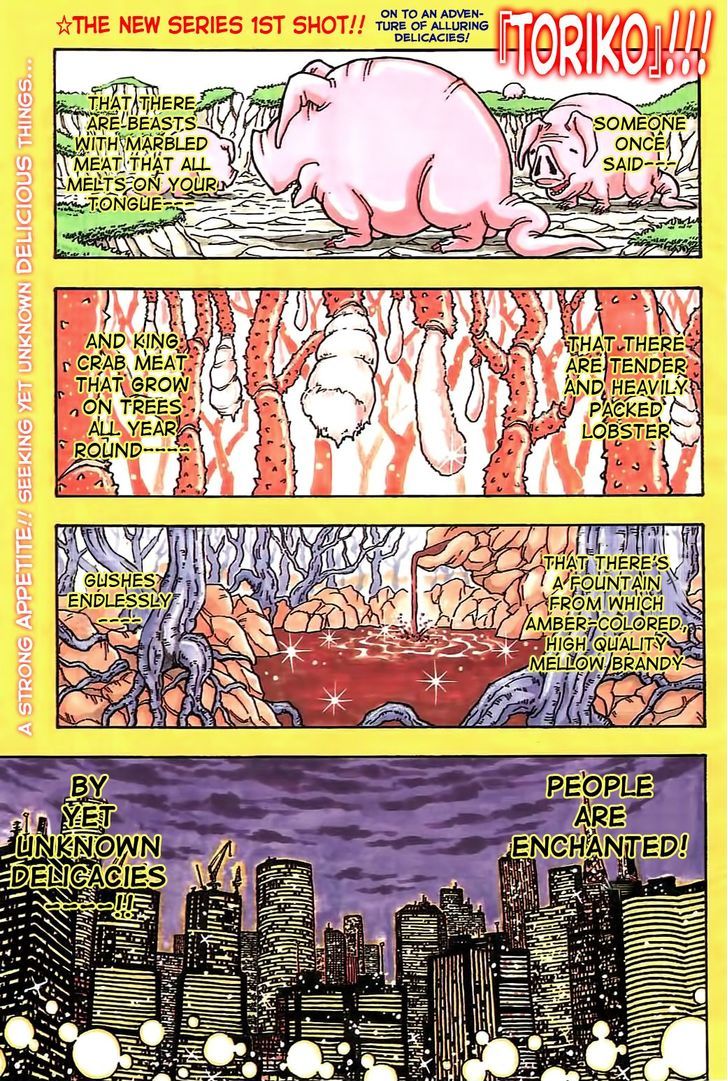 ☆THE NEW SERIES 1ST SHOT!!
ON TO AN ADVEN-
TURE OF ALLURING
DELICACIES!
『TORIKO』!!!
A STRONG APPETITE!! SEEKING YET UNKNOWN DELICIOUS THINGS...
SOMEONE
ONCE
SAID---
THAT THERE
ARE BEASTS
WITH MARBLED
MEAT THAT ALL
MELTS ON YOUR
TONGUE---
THAT THERE
ARE TENDER
AND HEAVILY
PACKED
LOBSTER
AND KING
CRAB MEAT
THAT GROW
ON TREES
ALL YEAR
ROUND----
THAT THERE'S
A FOUNTAIN
FROM WHICH
AMBER-COLORED,
HIGH QUALITY
MELLOW BRANDY
GUSHES
ENDLESSLY
----
PEOPLE
ARE
ENCHANTED!
BY
YET
UNKNOWN
DELICACIES
-----!!